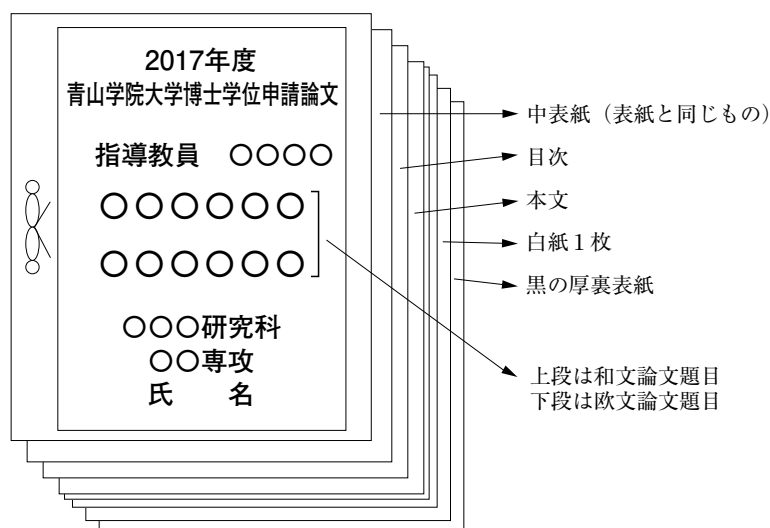 2017年度
青山学院大学博士学位申請論文
指導教員 ○○○○
○○○○○○
○○○○○○
○○○研究科
○○専攻
氏 名
中表紙（表紙と同じもの）
目次
本文
白紙１枚
黒の厚裏表紙
上段は和文論文題目
下段は欧文論文題目